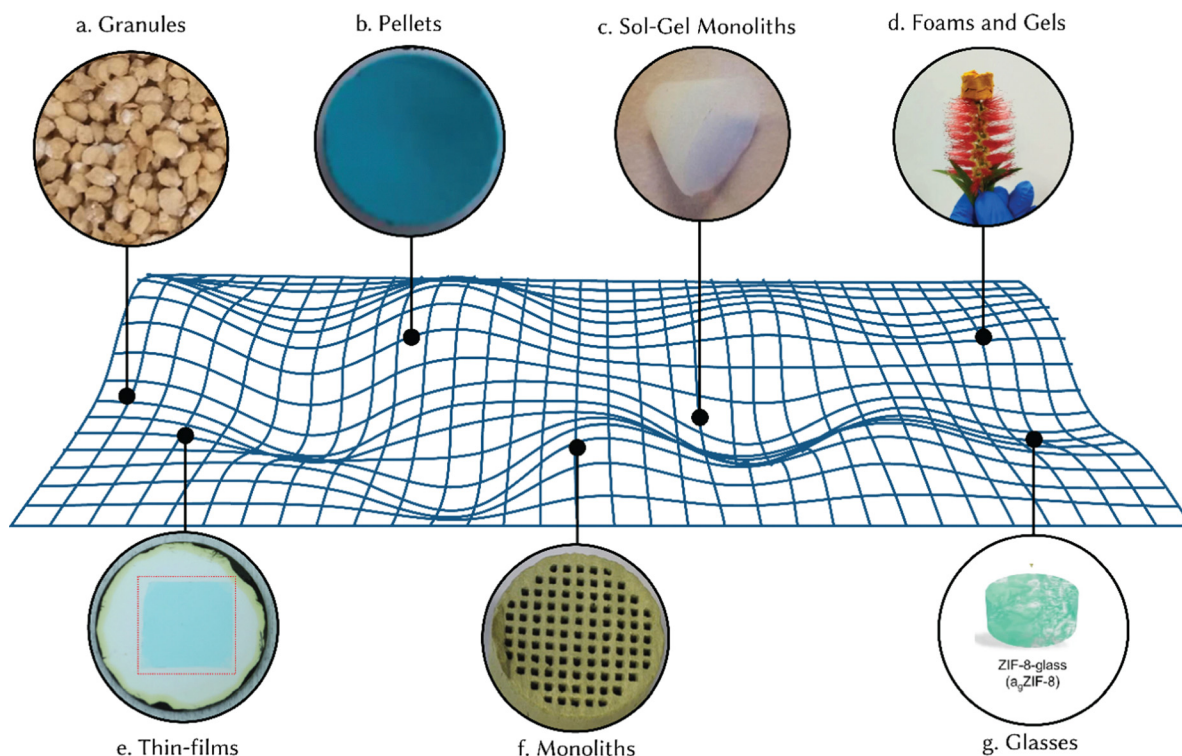 a. Granules
b. Pellets
c. Sol-Gel Monoliths
d. Foams and Gels
e. Thin-films
f. Monoliths
ZIF-8-glass
(agZIF-8)
g. Glasses